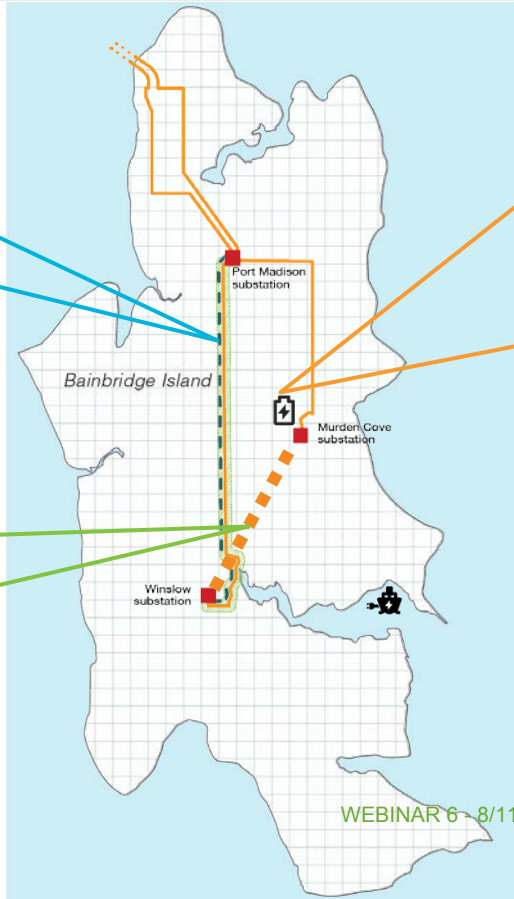 Port Madison
substation
Bainbridge Island
Murden Cove
substation
Winslow
substation
WEBINAR 6 - 8/11